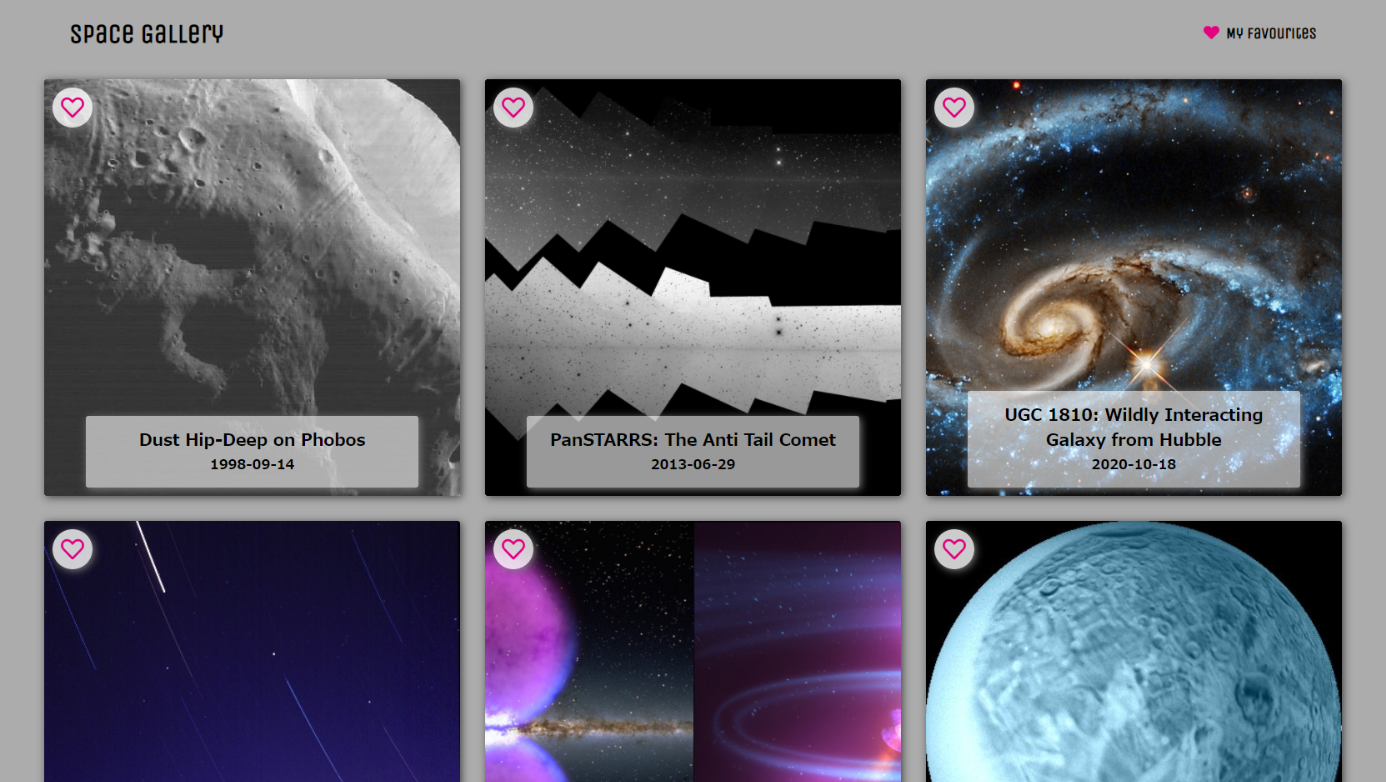 Space Gallery
My Favourites
Dust Hip-Deep on Phobos
1998-09-14
PanSTARRS: The Anti Tail Comet
2013-06-29
UGC 1810: Wildly Interacting
Galaxy from Hubble
2020-10-18